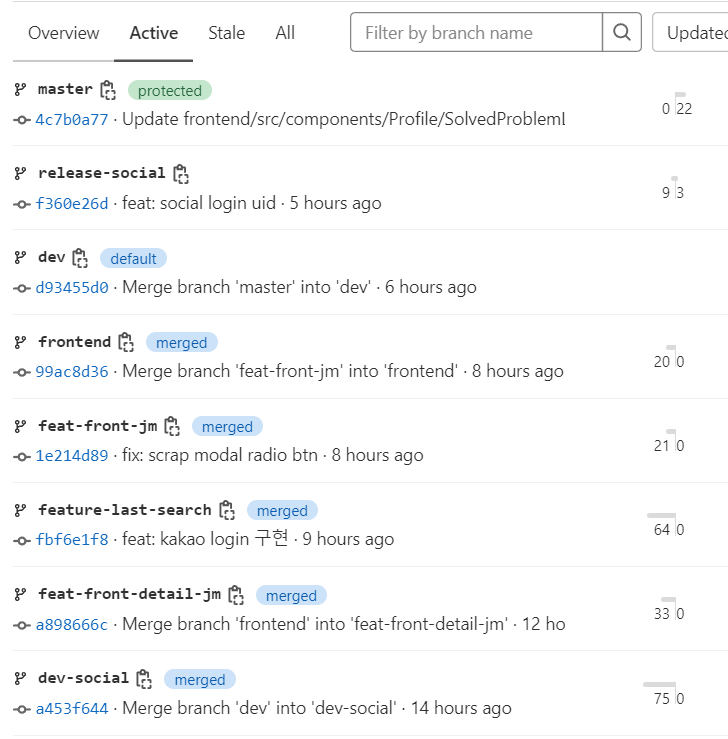 Overview Active Stale All Filter by branch name Updated
master protected
4c7b0a77 · Update frontend/src/components/Profile/SolvedProblemL
0 22
release-social
f360e26d · feat: social login uid · 5 hours ago
9 3
dev default
d93455d0 · Merge branch 'master' into 'dev' · 6 hours ago
frontend merged
99ac8d36 · Merge branch 'feat-front-jm' into 'frontend' · 8 hours ago
20 0
feat-front-jm merged
1e214d89 · fix: scrap modal radio btn · 8 hours ago
21 0
feature-last-search merged
fbf6e1f8 · feat: kakao login 구현 · 9 hours ago
64 0
feat-front-detail-jm merged
a898666c · Merge branch 'frontend' into 'feat-front-detail-jm' · 12 ho
33 0
dev-social merged
a453f644 · Merge branch 'dev' into 'dev-social' · 14 hours ago
75 0